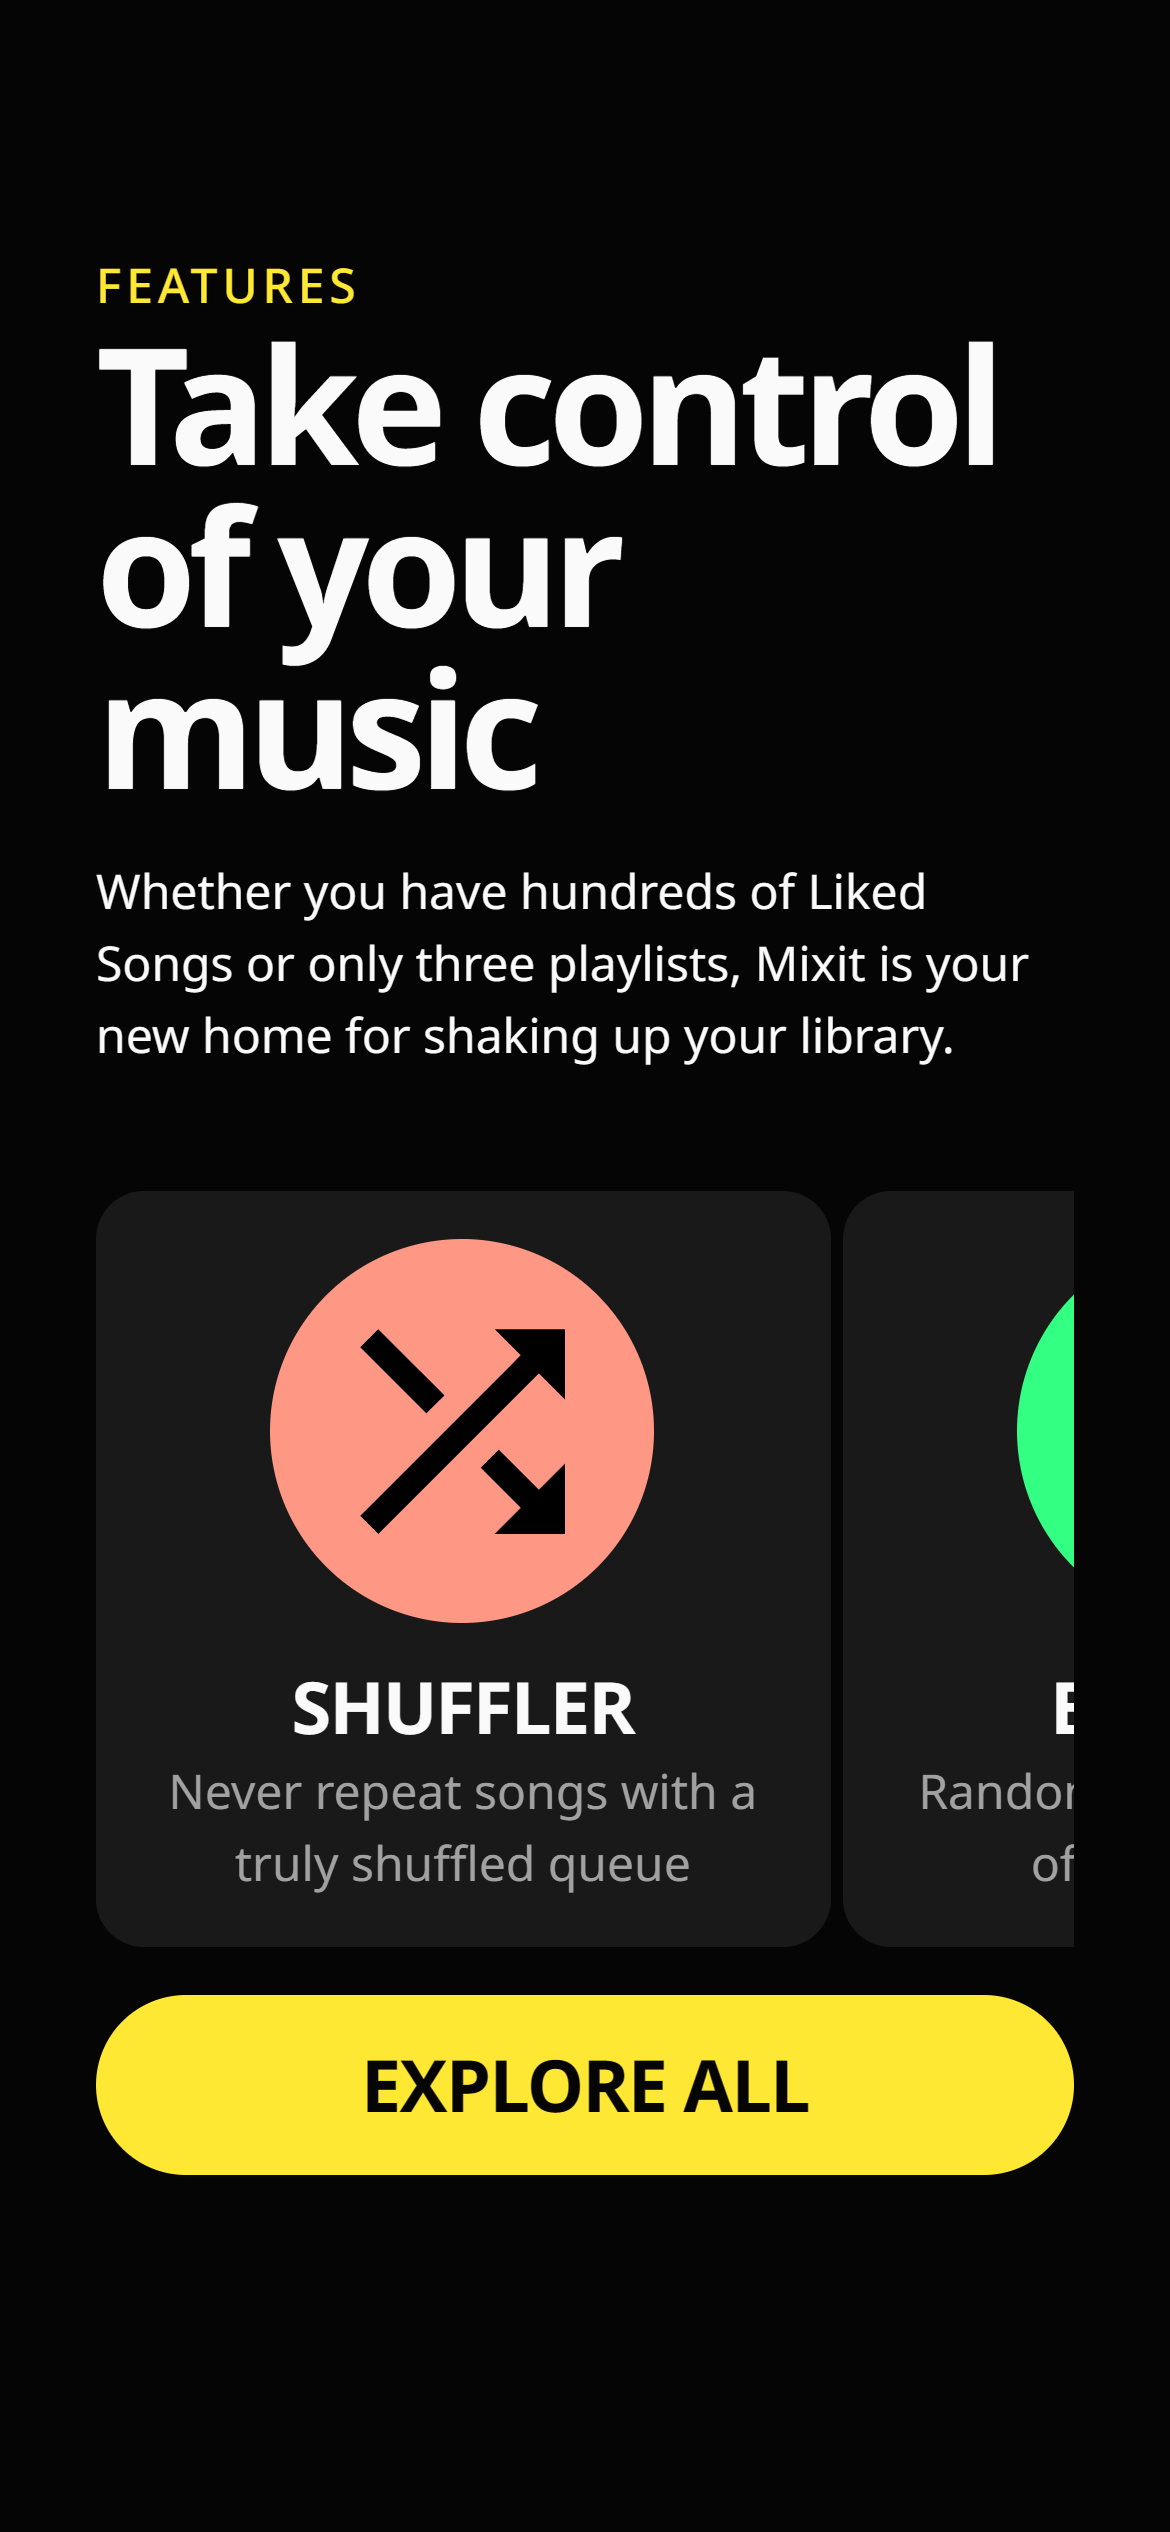 FEATURES
Take control
of your
music
Whether you have hundreds of Liked
Songs or only three playlists, Mixit is your
new home for shaking up your library.
SHUFFLER
Never repeat songs with a
truly shuffled queue
EXPLORE ALL